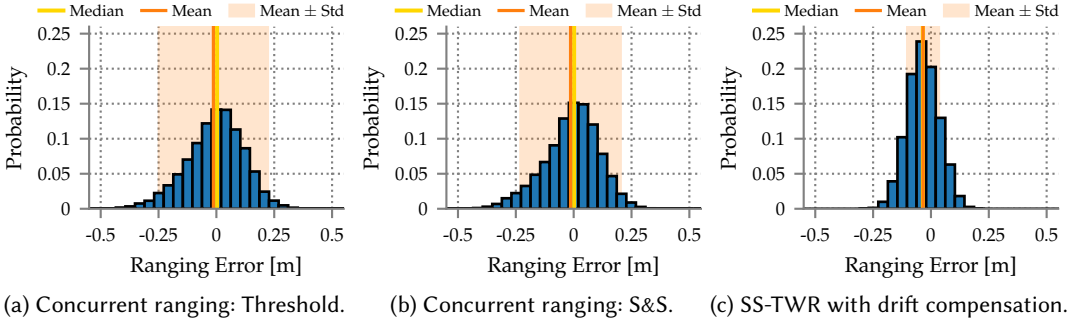 Median Mean Mean ± Std
0.25
0.2
0.15
0.1
0.05
0
Probability
-0.5 -0.25 0 0.25 0.5
Ranging Error [m]
(a) Concurrent ranging: Threshold.
Median Mean Mean ± Std
0.25
0.2
0.15
0.1
0.05
0
Probability
-0.5 -0.25 0 0.25 0.5
Ranging Error [m]
(b) Concurrent ranging: S&S.
Median Mean Mean ± Std
0.25
0.2
0.15
0.1
0.05
0
Probability
-0.5 -0.25 0 0.25 0.5
Ranging Error [m]
(c) SS-TWR with drift compensation.